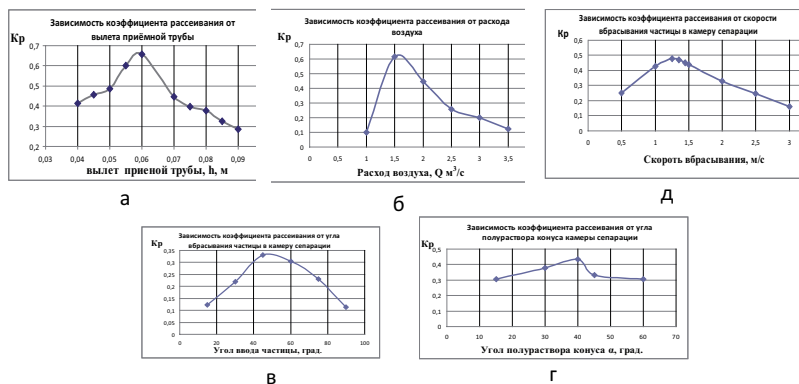 Зависимость коэффициента рассеивания от
вылета приёмной трубы
Кр
0,7
0,6
0,5
0,4
0,3
0,2
0,03 0,04 0,05 0,06 0,07 0,08 0,09
вылет приеной трубы, h, м
а
Зависимость коэффициента рассеивания от расхода
воздуха
Кр
0,7
0,6
0,5
0,4
0,3
0,2
0,1
0
0 0,5 1 1,5 2 2,5 3 3,5
Расход воздуха, Q м³/с
б
Зависимость коэффициента рассеивания от скорости
вбрасывания частицы в камеру сепарации
Кр
0,6
0,5
0,4
0,3
0,2
0,1
0
0 0,5 1 1,5 2 2,5 3
Скороть вбрасывания, м/с
д
Зависимость коэффициента рассеивания от угла
вбрасывания частицы в камеру сепарации
Кр
0,35
0,3
0,25
0,2
0,15
0,1
0,05
0
0 20 40 60 80 100
Угол ввода частицы, град.
в
Зависимость коэффициента рассеивания от угла
полураствора конуса камеры сепарации
Кр
0,5
0,4
0,3
0,2
0,1
0
0 10 20 30 40 50 60 70
Угол полураствора конуса α, град.
г